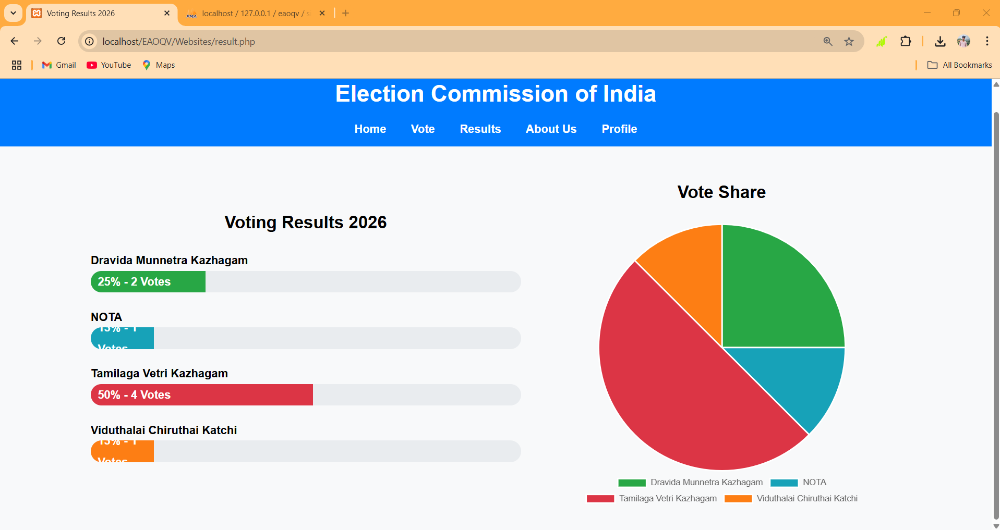 Voting Results 2026
localhost / 127.0.0.1 / eaoqv / s
localhost/EAOQV/Websites/result.php
Gmail
YouTube
Maps
All Bookmarks
Election Commission of India
Home Vote Results About Us Profile
Vote Share
Voting Results 2026
Dravida Munnetra Kazhagam
25% - 2 Votes
NOTA
- 1
Votes
Tamilaga Vetri Kazhagam
50% - 4 Votes
Viduthalai Chiruthai Katchi
- 1
Votes
Dravida Munnetra Kazhagam NOTA
Tamilaga Vetri Kazhagam Viduthalai Chiruthai Katchi